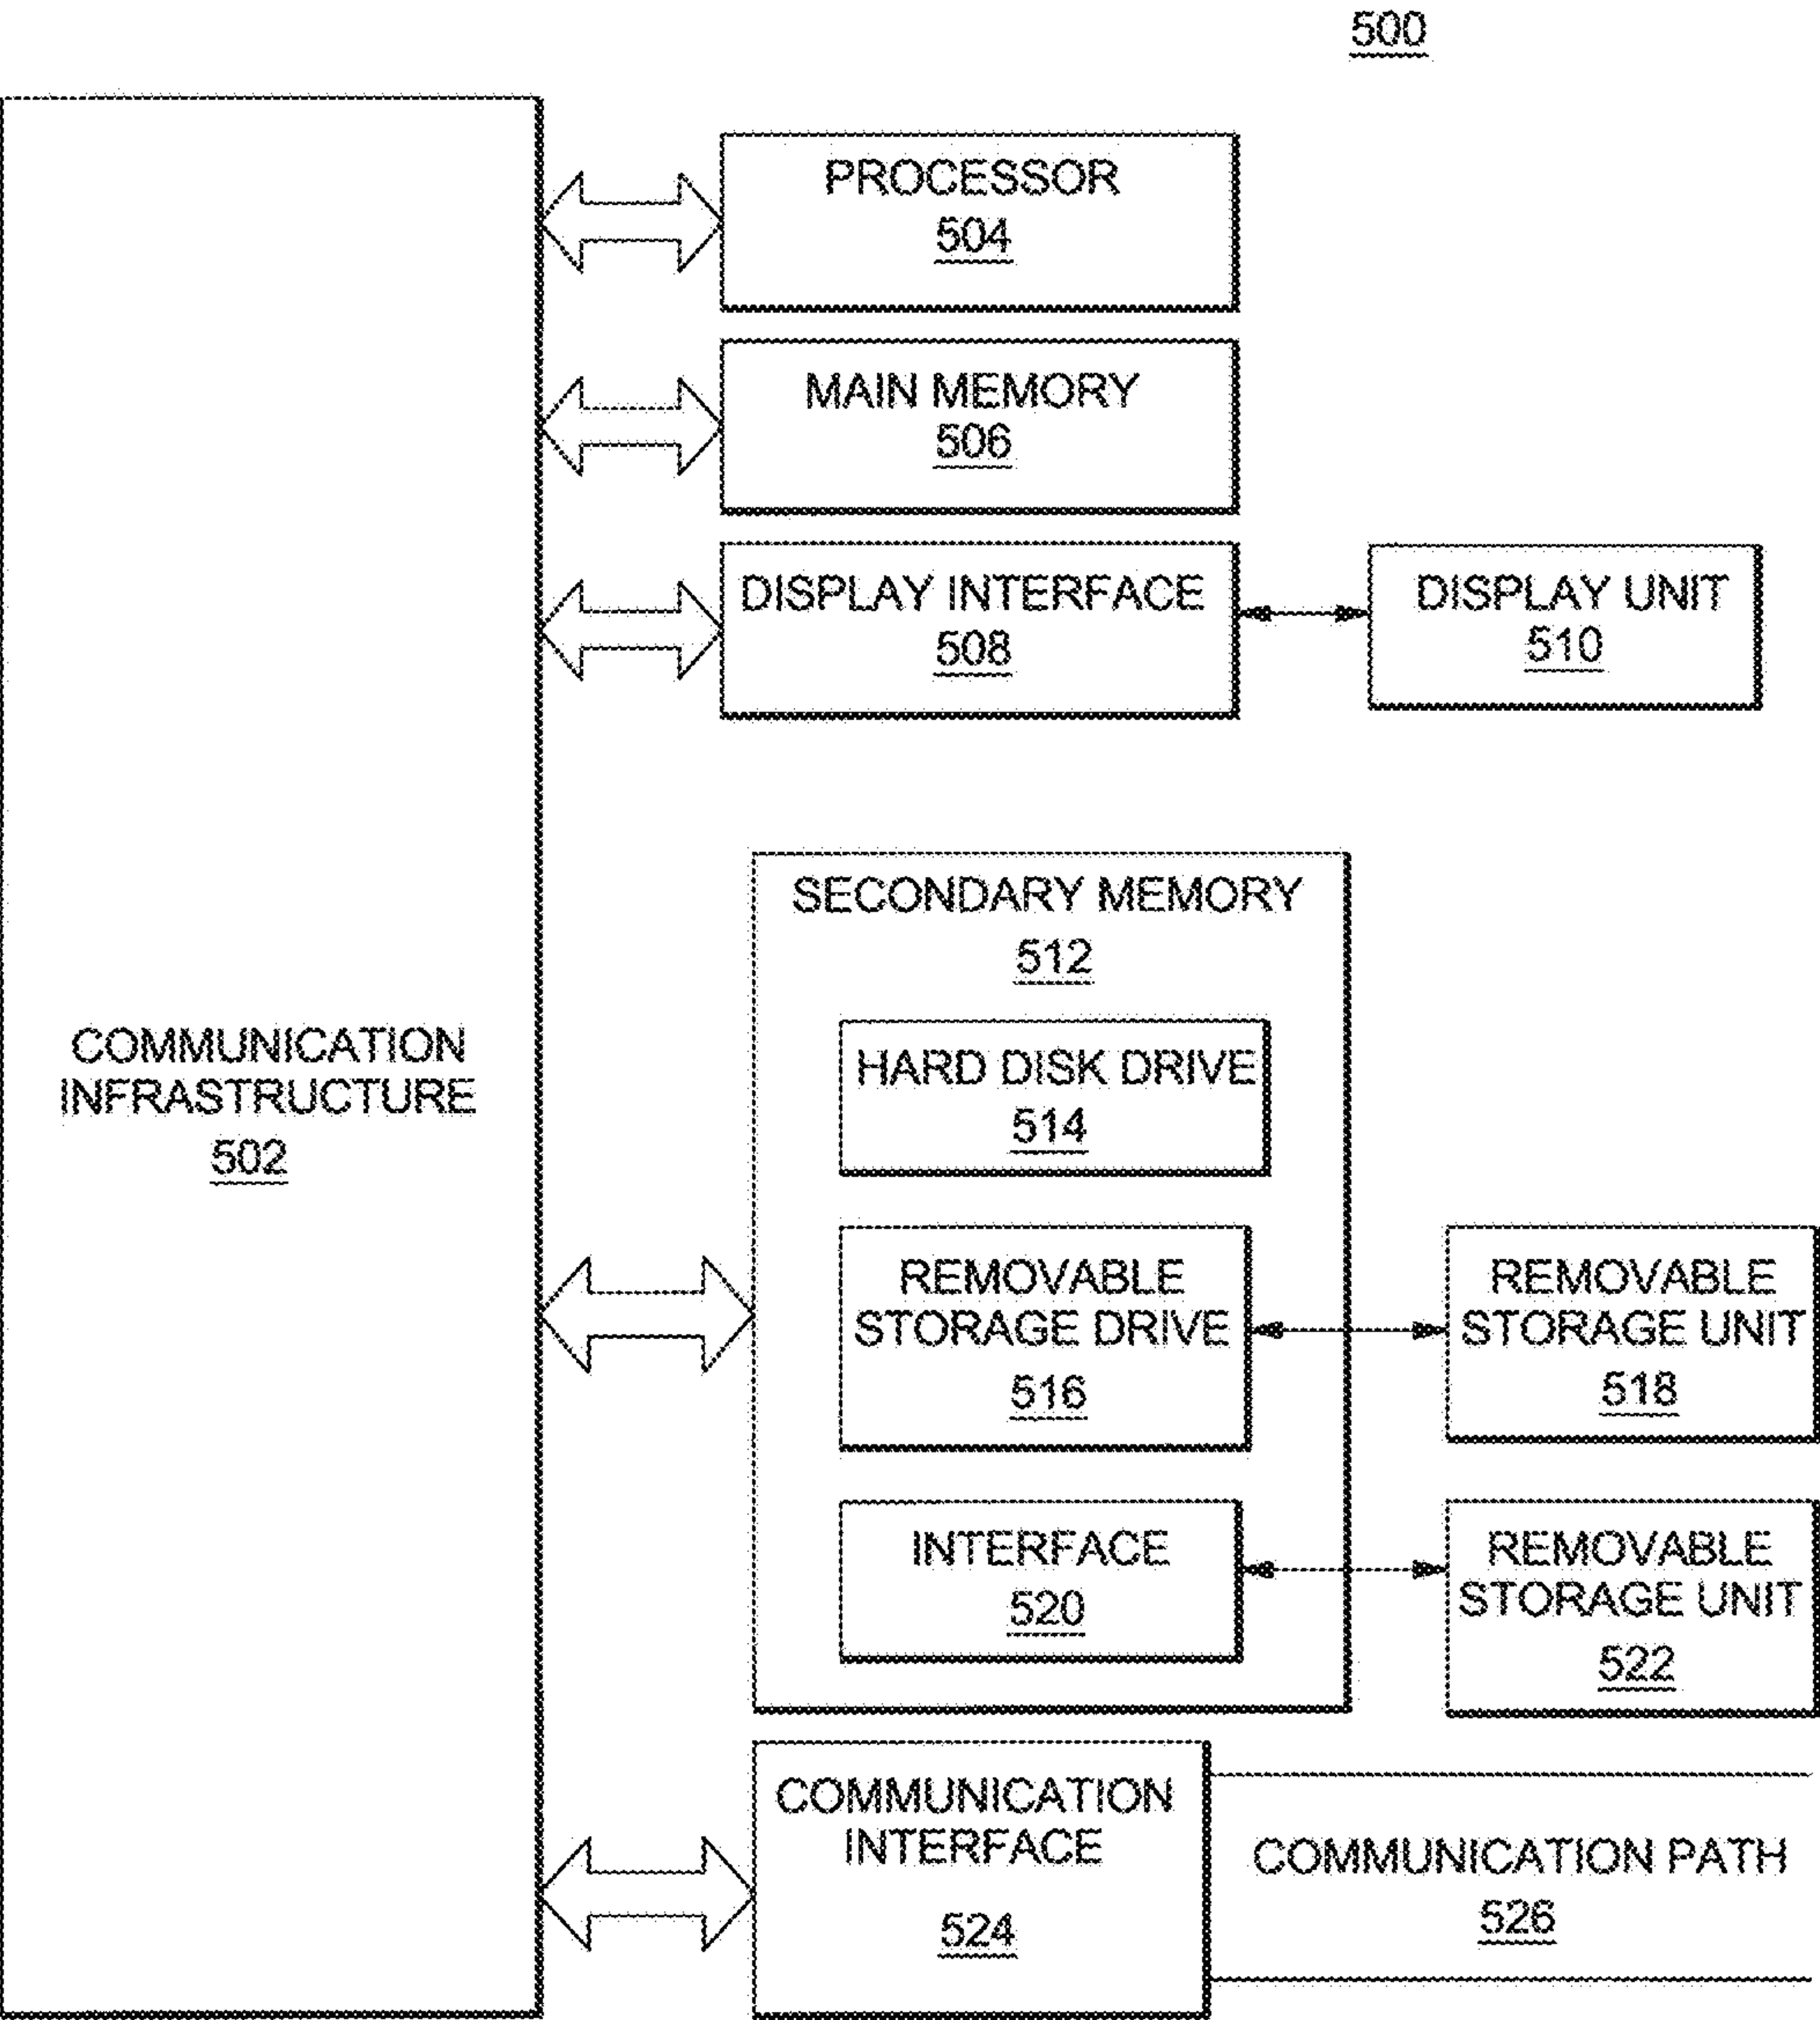 500
PROCESSOR
504
MAIN MEMORY
506
DISPLAY INTERFACE
508
DISPLAY UNIT
510
SECONDARY MEMORY
512
HARD DISK DRIVE
514
COMMUNICATION
INFRASTRUCTURE
502
REMOVABLE
STORAGE DRIVE
516
REMOVABLE
STORAGE UNIT
518
INTERFACE
520
REMOVABLE
STORAGE UNIT
522
COMMUNICATION
INTERFACE
524
COMMUNICATION PATH
526